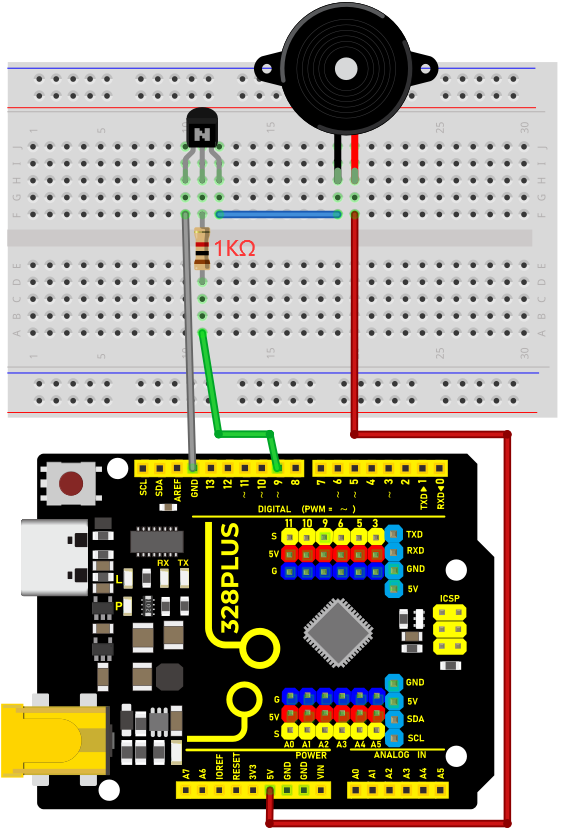 1 5 10 15 25 30
J
I
H
G
F
1KΩ
E
D
C
B
A
1 5 10 15 20 25 30
SCL SDA AREF GND 13 12 ~11 ~10 ~9 8 7 ~6 ~5 4 ~3 2 TXD▶1 RXD◀0
DIGITAL (PWM = ~)
11 10 9 6 5 3
S
5V
G
TXD
RXD
GND
5V
RX TX
L
P
328PLUS
ICSP
G
5V
S
GND
5V
SDA
SCL
A0 A1 A2 A3 A4 A5
POWER
ANALOG IN
A7 A6 IOREF RESET 3V3 5V GND GND VIN A0 A1 A2 A3 A4 A5